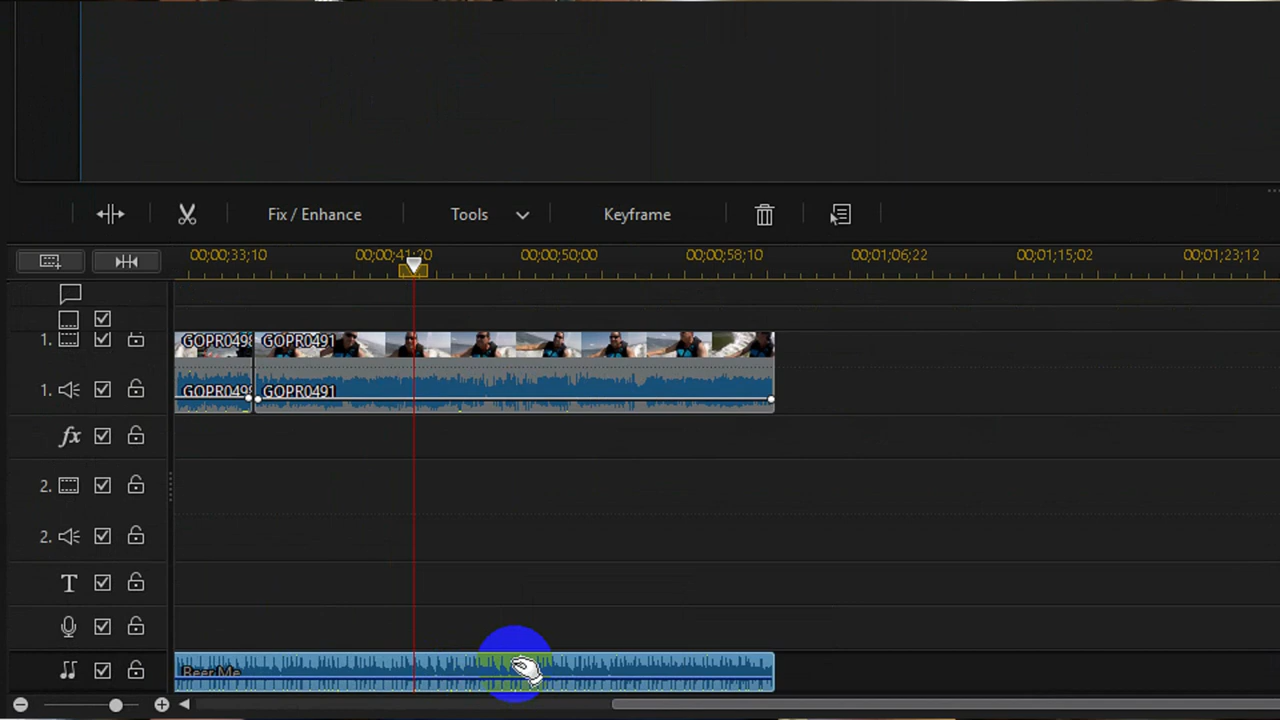 Fix / Enhance Tools Keyframe
00;00;33;10 00;00;41;20 00;00;50;00 00;00;58;10 00;01;06;22 00;01;15;02 00;01;23;12
1. GOPR0498 GOPR0491
1. GOPR0498 GOPR0491
fx
2.
2.
T
Beer Me